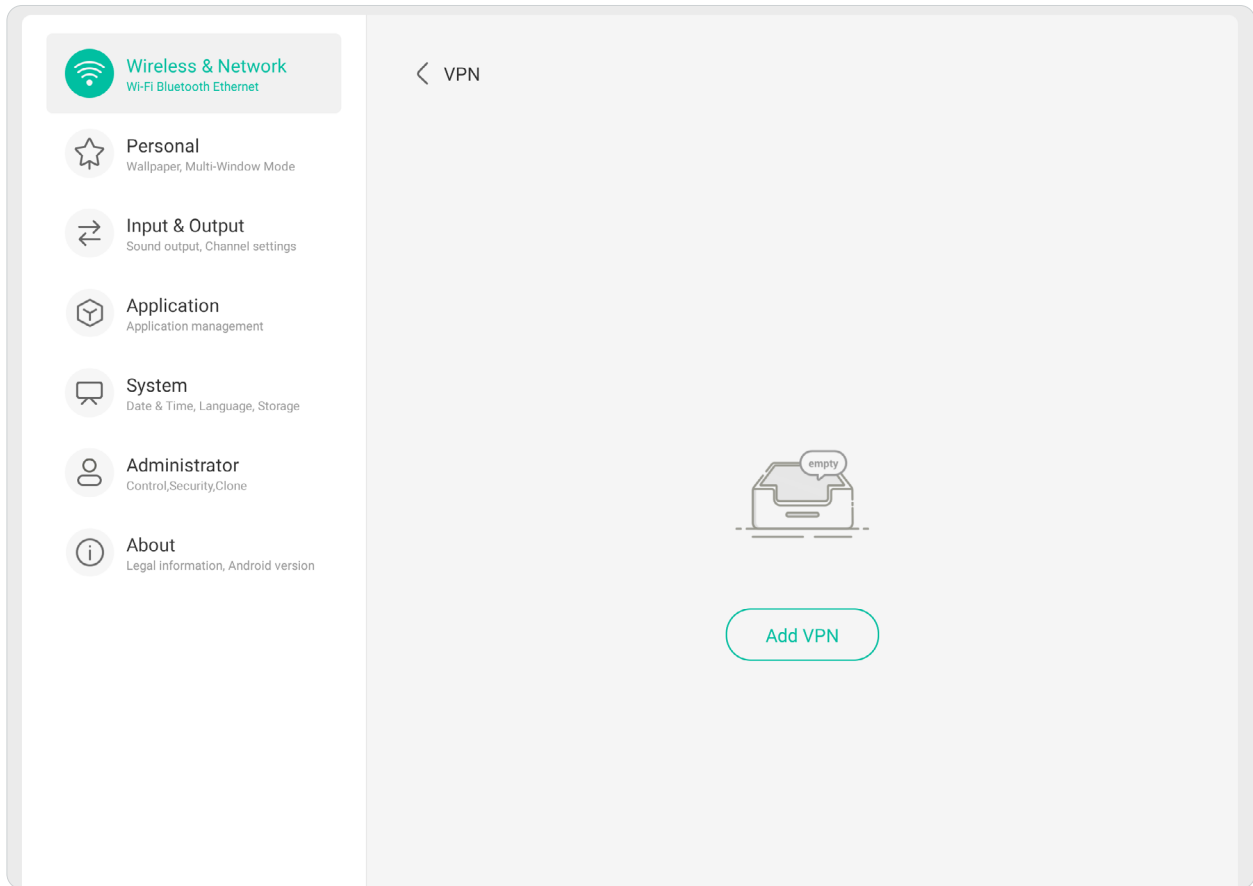 Wireless & Network
Wi-Fi Bluetooth Ethernet
Personal
Wallpaper, Multi-Window Mode
Input & Output
Sound output, Channel settings
Application
Application management
System
Date & Time, Language, Storage
Administrator
Control,Security,Clone
About
Legal information, Android version
VPN
empty
Add VPN